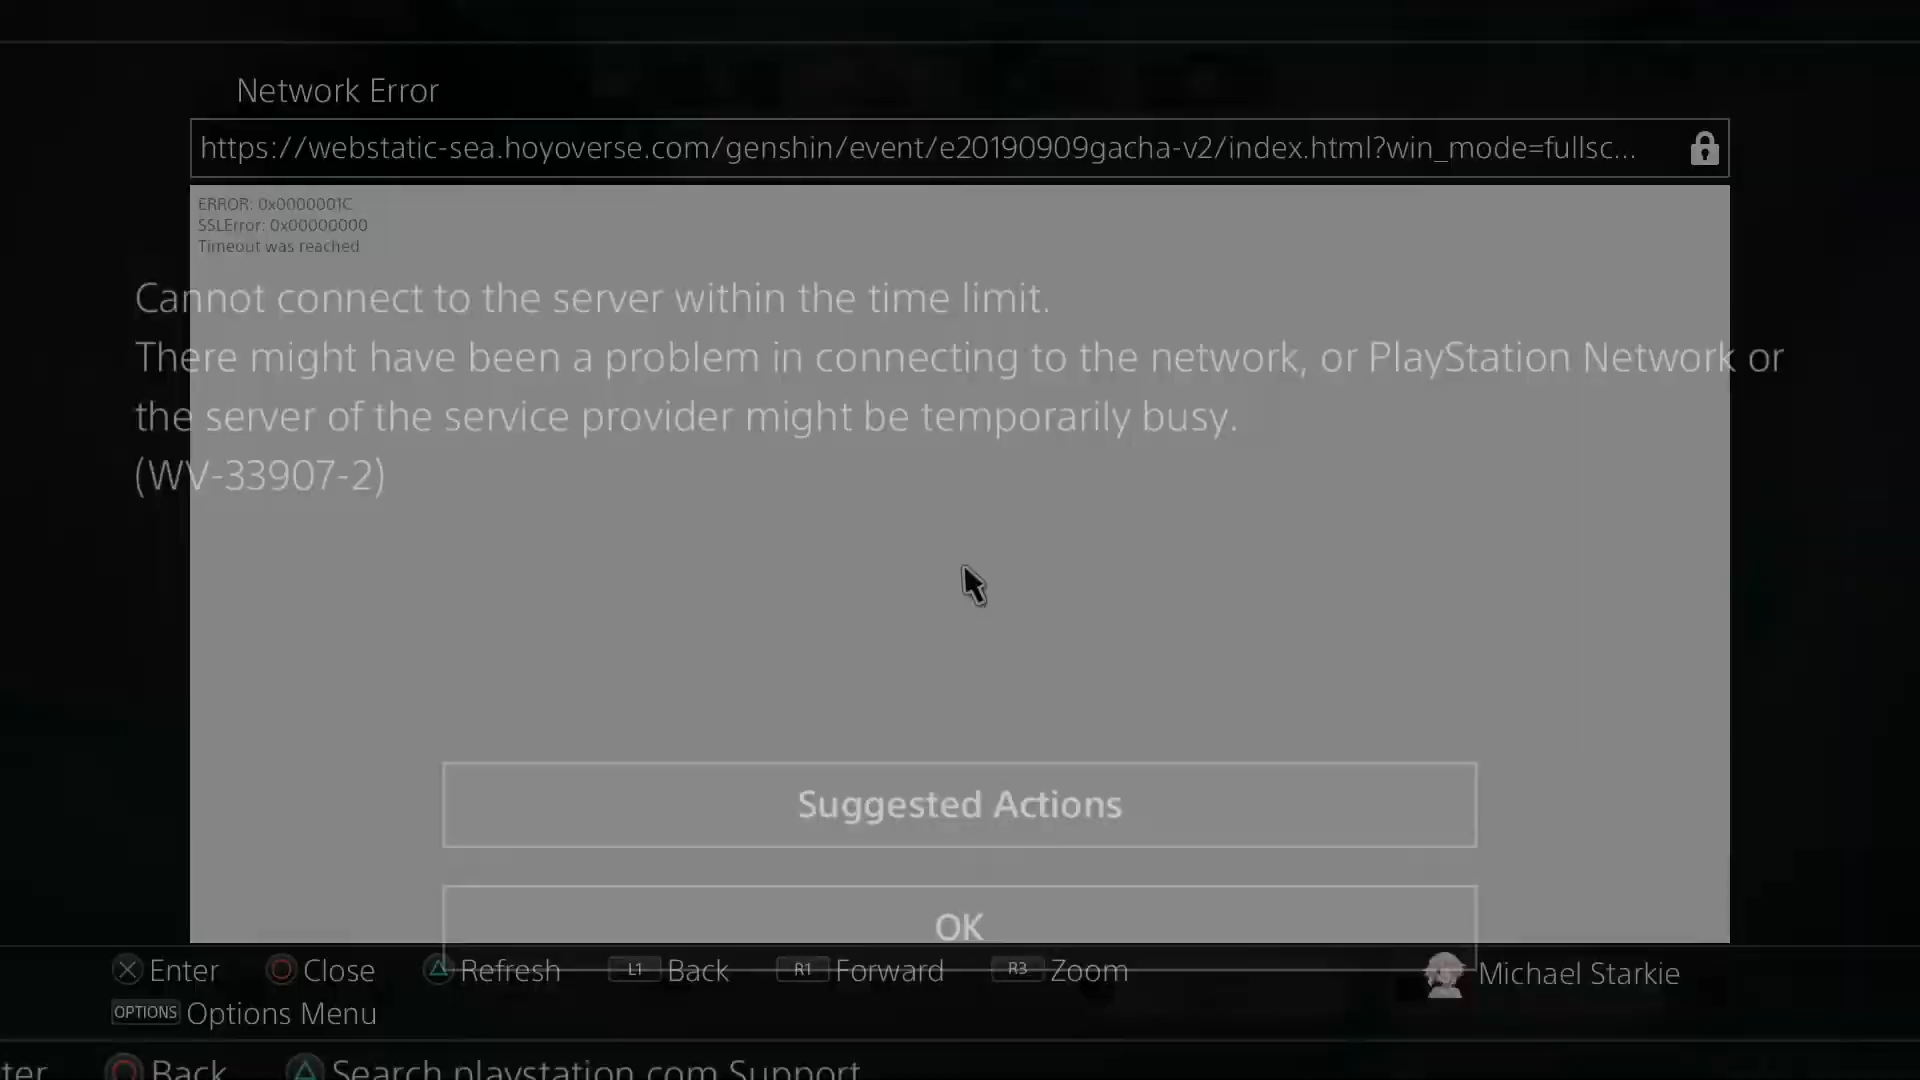 Network Error
https://webstatic-sea.hoyoverse.com/genshin/event/e20190909gacha-v2/index.html?win_mode=fullsc...
ERROR: 0x0000001C
SSLError: 0x00000000
Timeout was reached
Cannot connect to the server within the time limit.
There might have been a problem in connecting to the network, or PlayStation Network or
the server of the service provider might be temporarily busy.
(WV-33907-2)
Suggested Actions
OK
Enter Close Refresh L1 Back R1 Forward R3 Zoom Michael Starkie
OPTIONS Options Menu
ter Back Search playstation.com Support